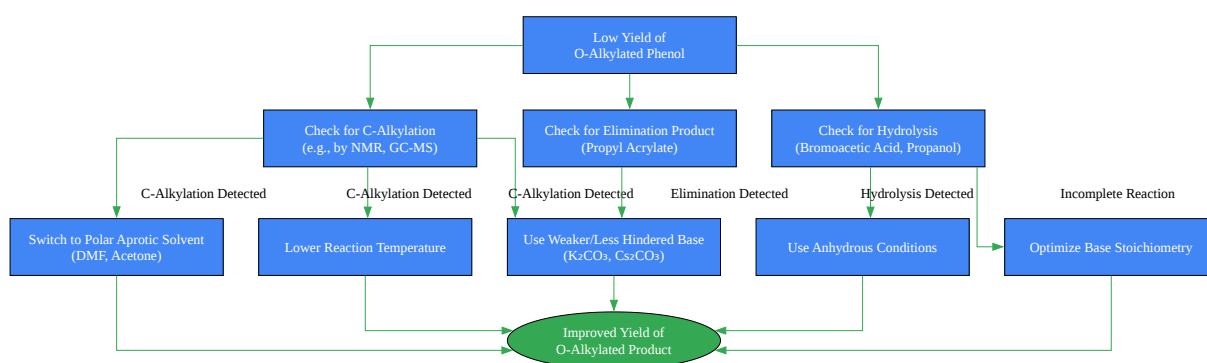 Low Yield of
O-Alkylated Phenol
Check for C-Alkylation
(e.g., by NMR, GC-MS)
Check for Elimination Product
(Propyl Acrylate)
Check for Hydrolysis
(Bromoacetic Acid, Propanol)
C-Alkylation Detected
C-Alkylation Detected
C-Alkylation Detected
Elimination Detected
Hydrolysis Detected
Incomplete Reaction
Switch to Polar Aprotic Solvent
(DMF, Acetone)
Lower Reaction Temperature
Use Weaker/Less Hindered Base
(K₂CO₃, Cs₂CO₃)
Use Anhydrous Conditions
Optimize Base Stoichiometry
Improved Yield of
O-Alkylated Product